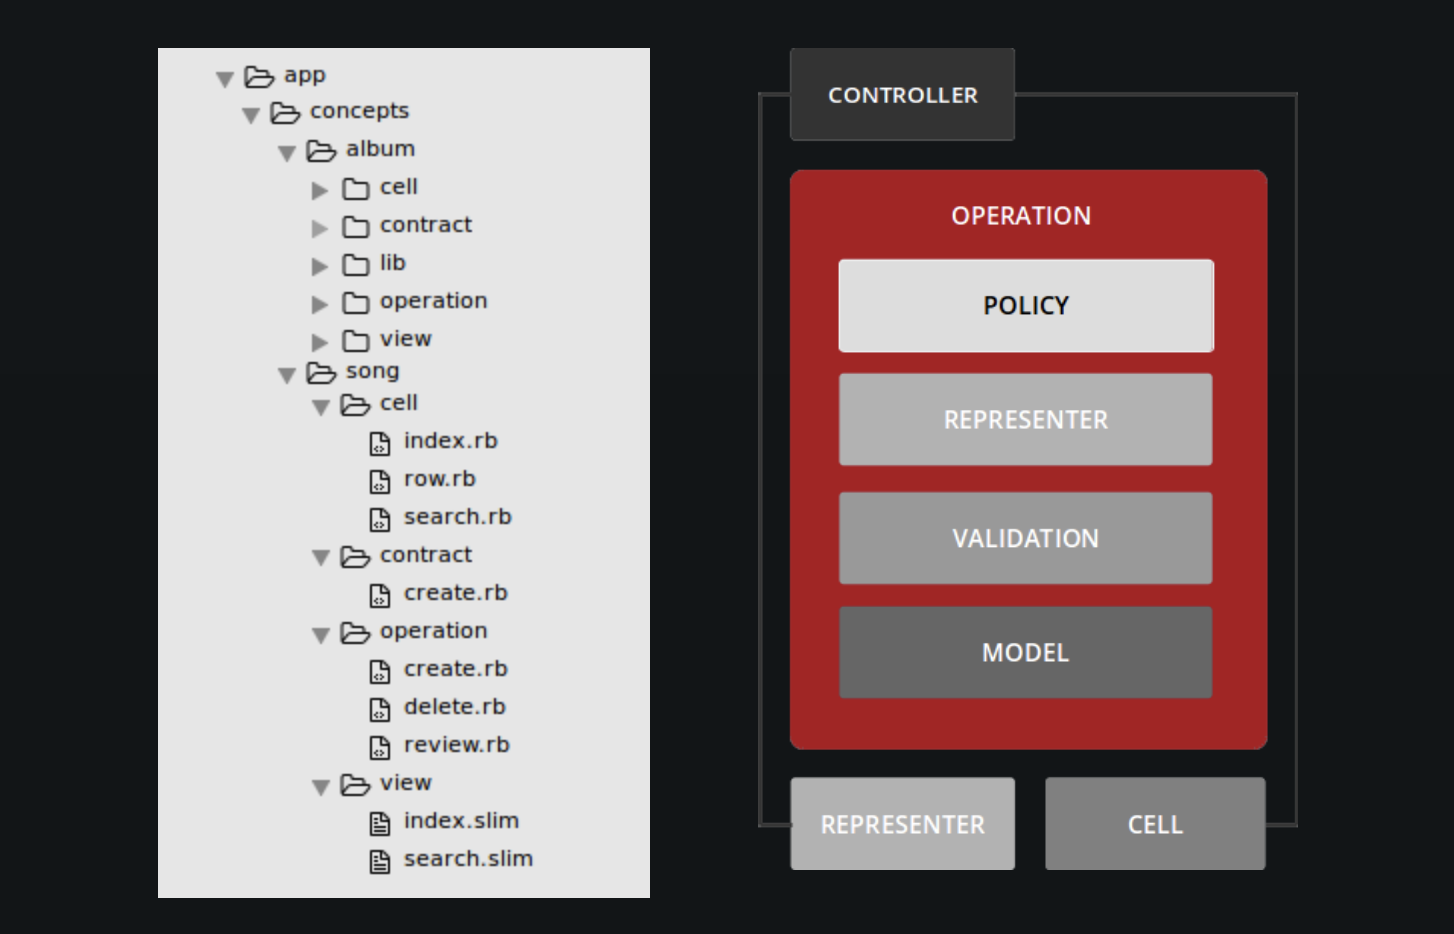 app
concepts
album
cell
contract
lib
operation
view
song
cell
index.rb
row.rb
search.rb
contract
create.rb
operation
create.rb
delete.rb
review.rb
view
index.slim
search.slim
CONTROLLER
OPERATION
POLICY
REPRESENTER
VALIDATION
MODEL
REPRESENTER
CELL